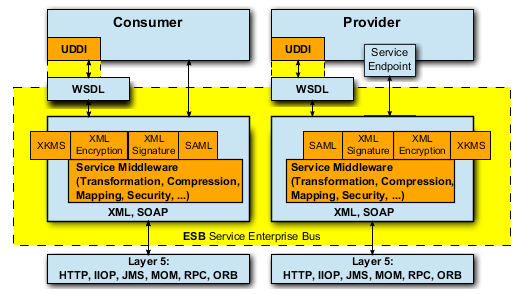 Consumer
UDDI
WSDL
XKMS
XML
Encryption
XML
Signature
SAML
Service Middleware
(Transformation, Compression,
Mapping, Security, ...)
XML, SOAP
Provider
UDDI
Service
Endpoint
WSDL
SAML
XML
Signature
XML
Encryption
XKMS
Service Middleware
(Transformation, Compression,
Mapping, Security, ...)
XML, SOAP
ESB Service Enterprise Bus
Layer 5:
HTTP, IIOP, JMS, MOM, RPC, ORB
Layer 5:
HTTP, IIOP, JMS, MOM, RPC, ORB